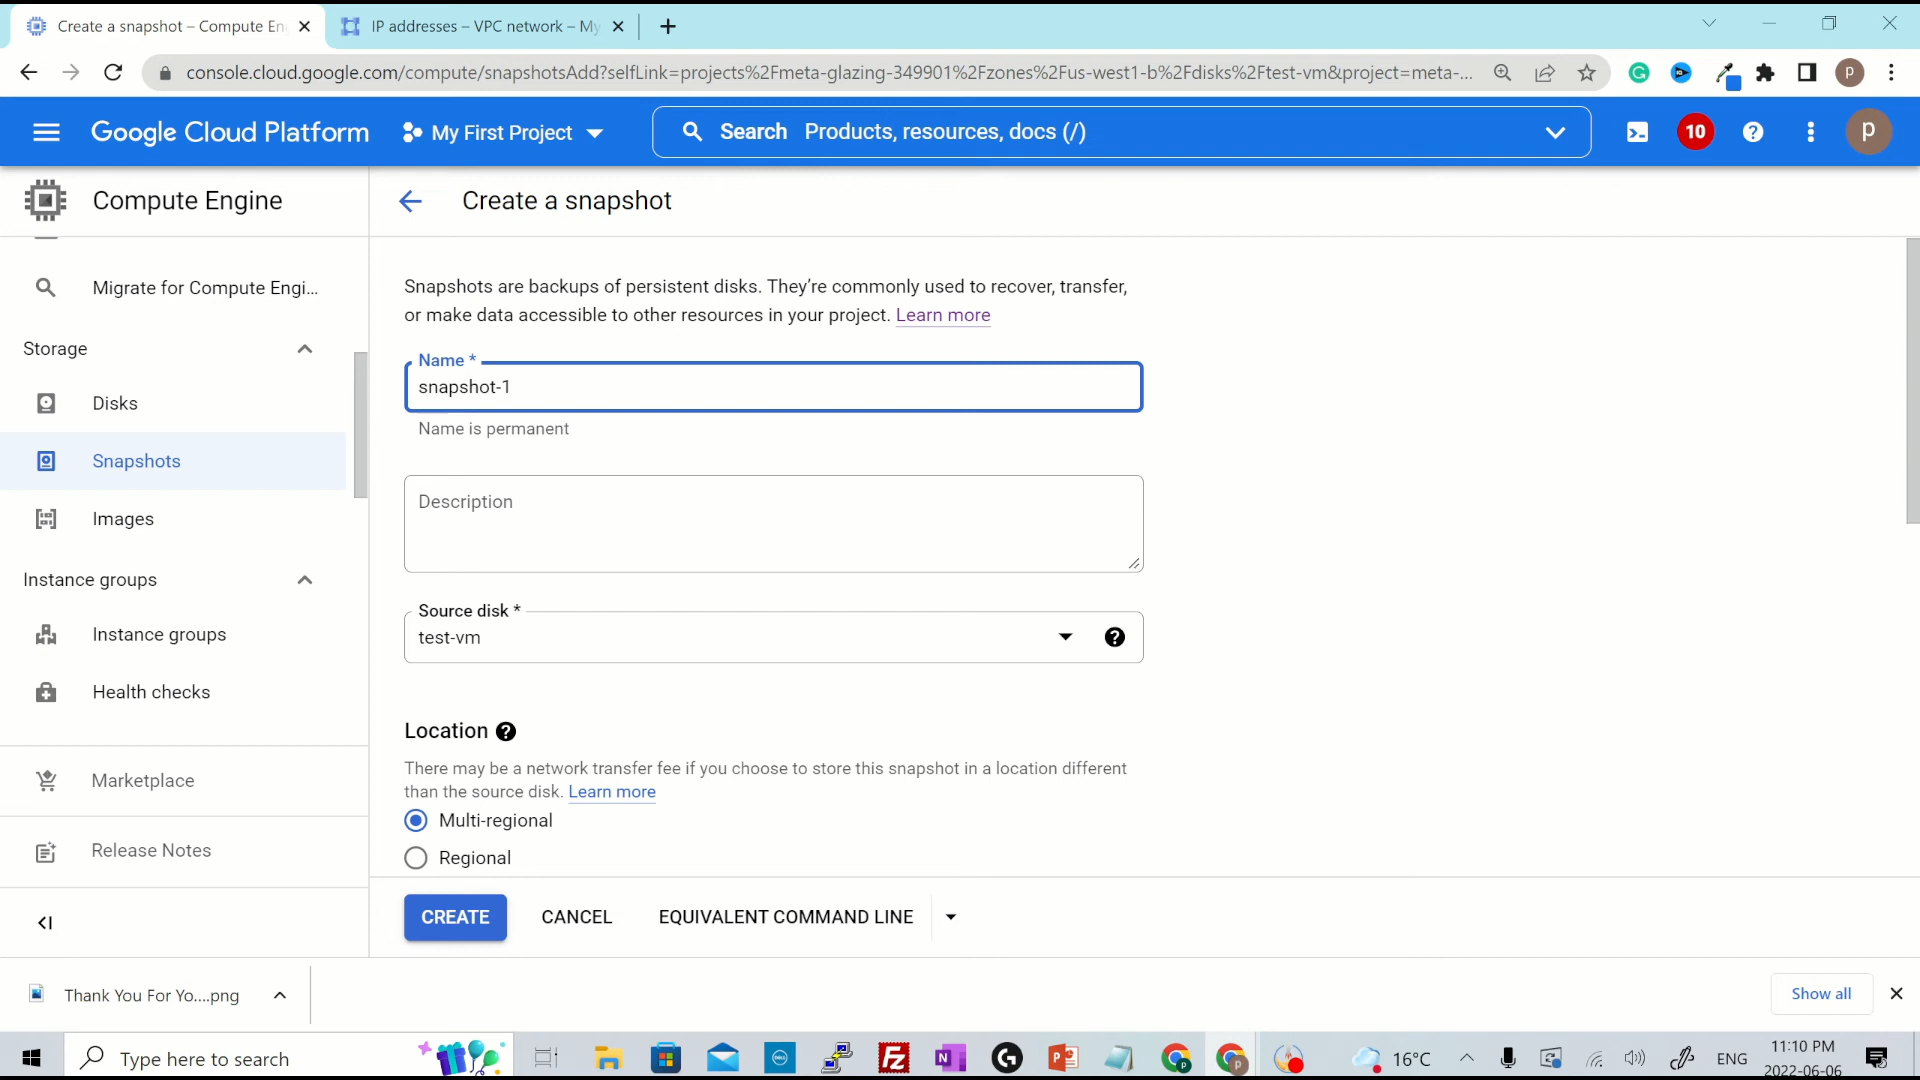 Create a snapshot – Compute En
IP addresses – VPC network – My
console.cloud.google.com/compute/snapshotsAdd?selfLink=projects%2Fmeta-glazing-349901%2Fzones%2Fus-west1-b%2Fdisks%2Ftest-vm&project=meta-...
p
Google Cloud Platform
My First Project
Search Products, resources, docs (/)
10
p
Compute Engine
Create a snapshot
Migrate for Compute Engi...
Storage
Disks
Snapshots
Images
Instance groups
Instance groups
Health checks
Marketplace
Release Notes
Snapshots are backups of persistent disks. They’re commonly used to recover, transfer,
or make data accessible to other resources in your project. Learn more
Name *
snapshot-1
Name is permanent
Description
Source disk *
test-vm
Location
There may be a network transfer fee if you choose to store this snapshot in a location different
than the source disk. Learn more
Multi-regional
Regional
CREATE
CANCEL
EQUIVALENT COMMAND LINE
Thank You For Yo....png
Show all
Type here to search
16°C
ENG
11:10 PM
2022-06-06